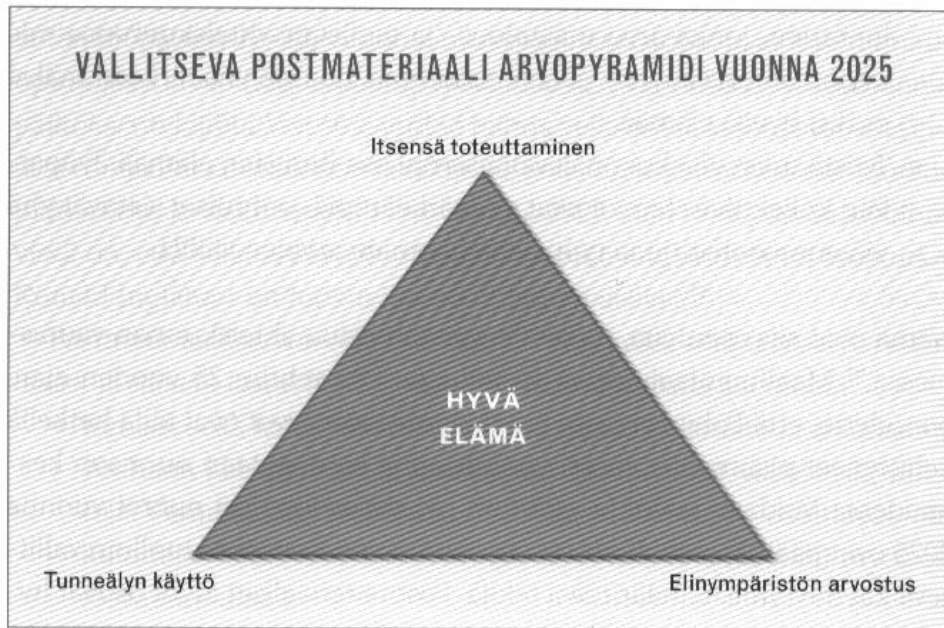 VALLITSEVA POSTMATERIAALI ARVOPYRAMIDI VUONNA 2025
Itsensä toteuttaminen
HYVÄ
ELÄMÄ
Tunneälyn käyttö
Elinympäristön arvostus